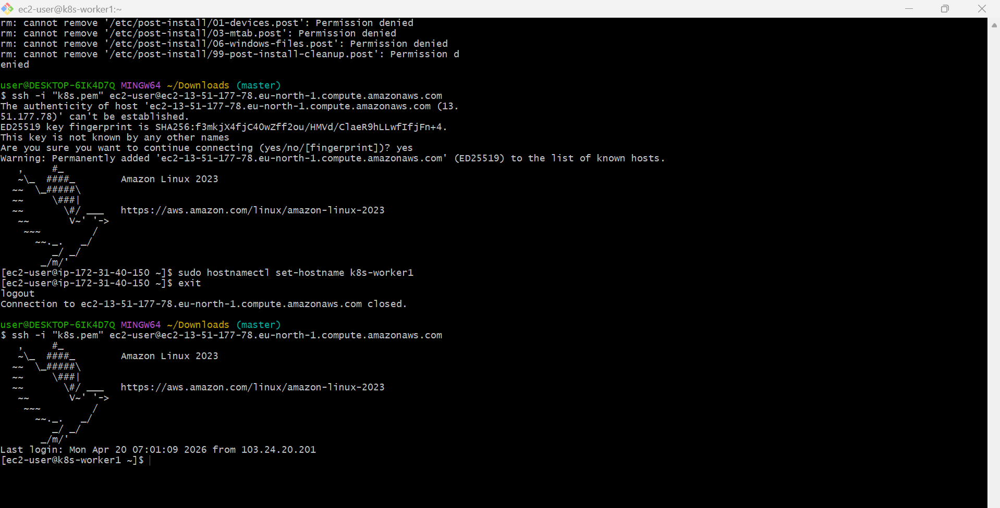 ec2-user@k8s-worker1:~
rm: cannot remove '/etc/post-install/01-devices.post': Permission denied
rm: cannot remove '/etc/post-install/03-mtab.post': Permission denied
rm: cannot remove '/etc/post-install/06-windows-files.post': Permission denied
rm: cannot remove '/etc/post-install/99-post-install-cleanup.post': Permission d
enied

user@DESKTOP-6IK4D7Q MINGW64 ~/Downloads (master)
$ ssh -i "k8s.pem" ec2-user@ec2-13-51-177-78.eu-north-1.compute.amazonaws.com
The authenticity of host 'ec2-13-51-177-78.eu-north-1.compute.amazonaws.com (13.
51.177.78)' can't be established.
ED25519 key fingerprint is SHA256:f3mkjX4fjC4OwZff2ou/HMVd/ClaeR9hLLwfIfjFn+4.
This key is not known by any other names
Are you sure you want to continue connecting (yes/no/[fingerprint])? yes
Warning: Permanently added 'ec2-13-51-177-78.eu-north-1.compute.amazonaws.com' (ED25519) to the list of known hosts.
   ,     #_
   ~\_  ####_        Amazon Linux 2023
  ~~  \_#####\
  ~~     \###|
  ~~       \#/ ___   https://aws.amazon.com/linux/amazon-linux-2023
   ~~       V~' '->
    ~~~         /
      ~~._.   _/
         _/ _/
       _/m/'
[ec2-user@ip-172-31-40-150 ~]$ sudo hostnamectl set-hostname k8s-worker1
[ec2-user@ip-172-31-40-150 ~]$ exit
logout
Connection to ec2-13-51-177-78.eu-north-1.compute.amazonaws.com closed.

user@DESKTOP-6IK4D7Q MINGW64 ~/Downloads (master)
$ ssh -i "k8s.pem" ec2-user@ec2-13-51-177-78.eu-north-1.compute.amazonaws.com
   ,     #_
   ~\_  ####_        Amazon Linux 2023
  ~~  \_#####\
  ~~     \###|
  ~~       \#/ ___   https://aws.amazon.com/linux/amazon-linux-2023
   ~~       V~' '->
    ~~~         /
      ~~._.   _/
         _/ _/
       _/m/'
Last login: Mon Apr 20 07:01:09 2026 from 103.24.20.201
[ec2-user@k8s-worker1 ~]$